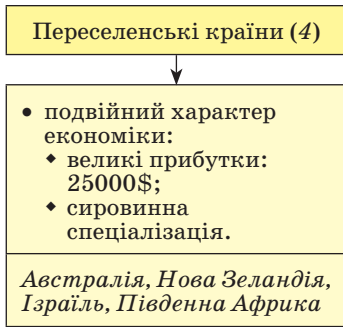 Переселенські країни (4)
• подвійний характер
економіки:
◆ великі прибутки:
25000$;
◆ сировинна
спеціалізація.
Австралія, Нова Зеландія,
Ізраїль, Південна Африка